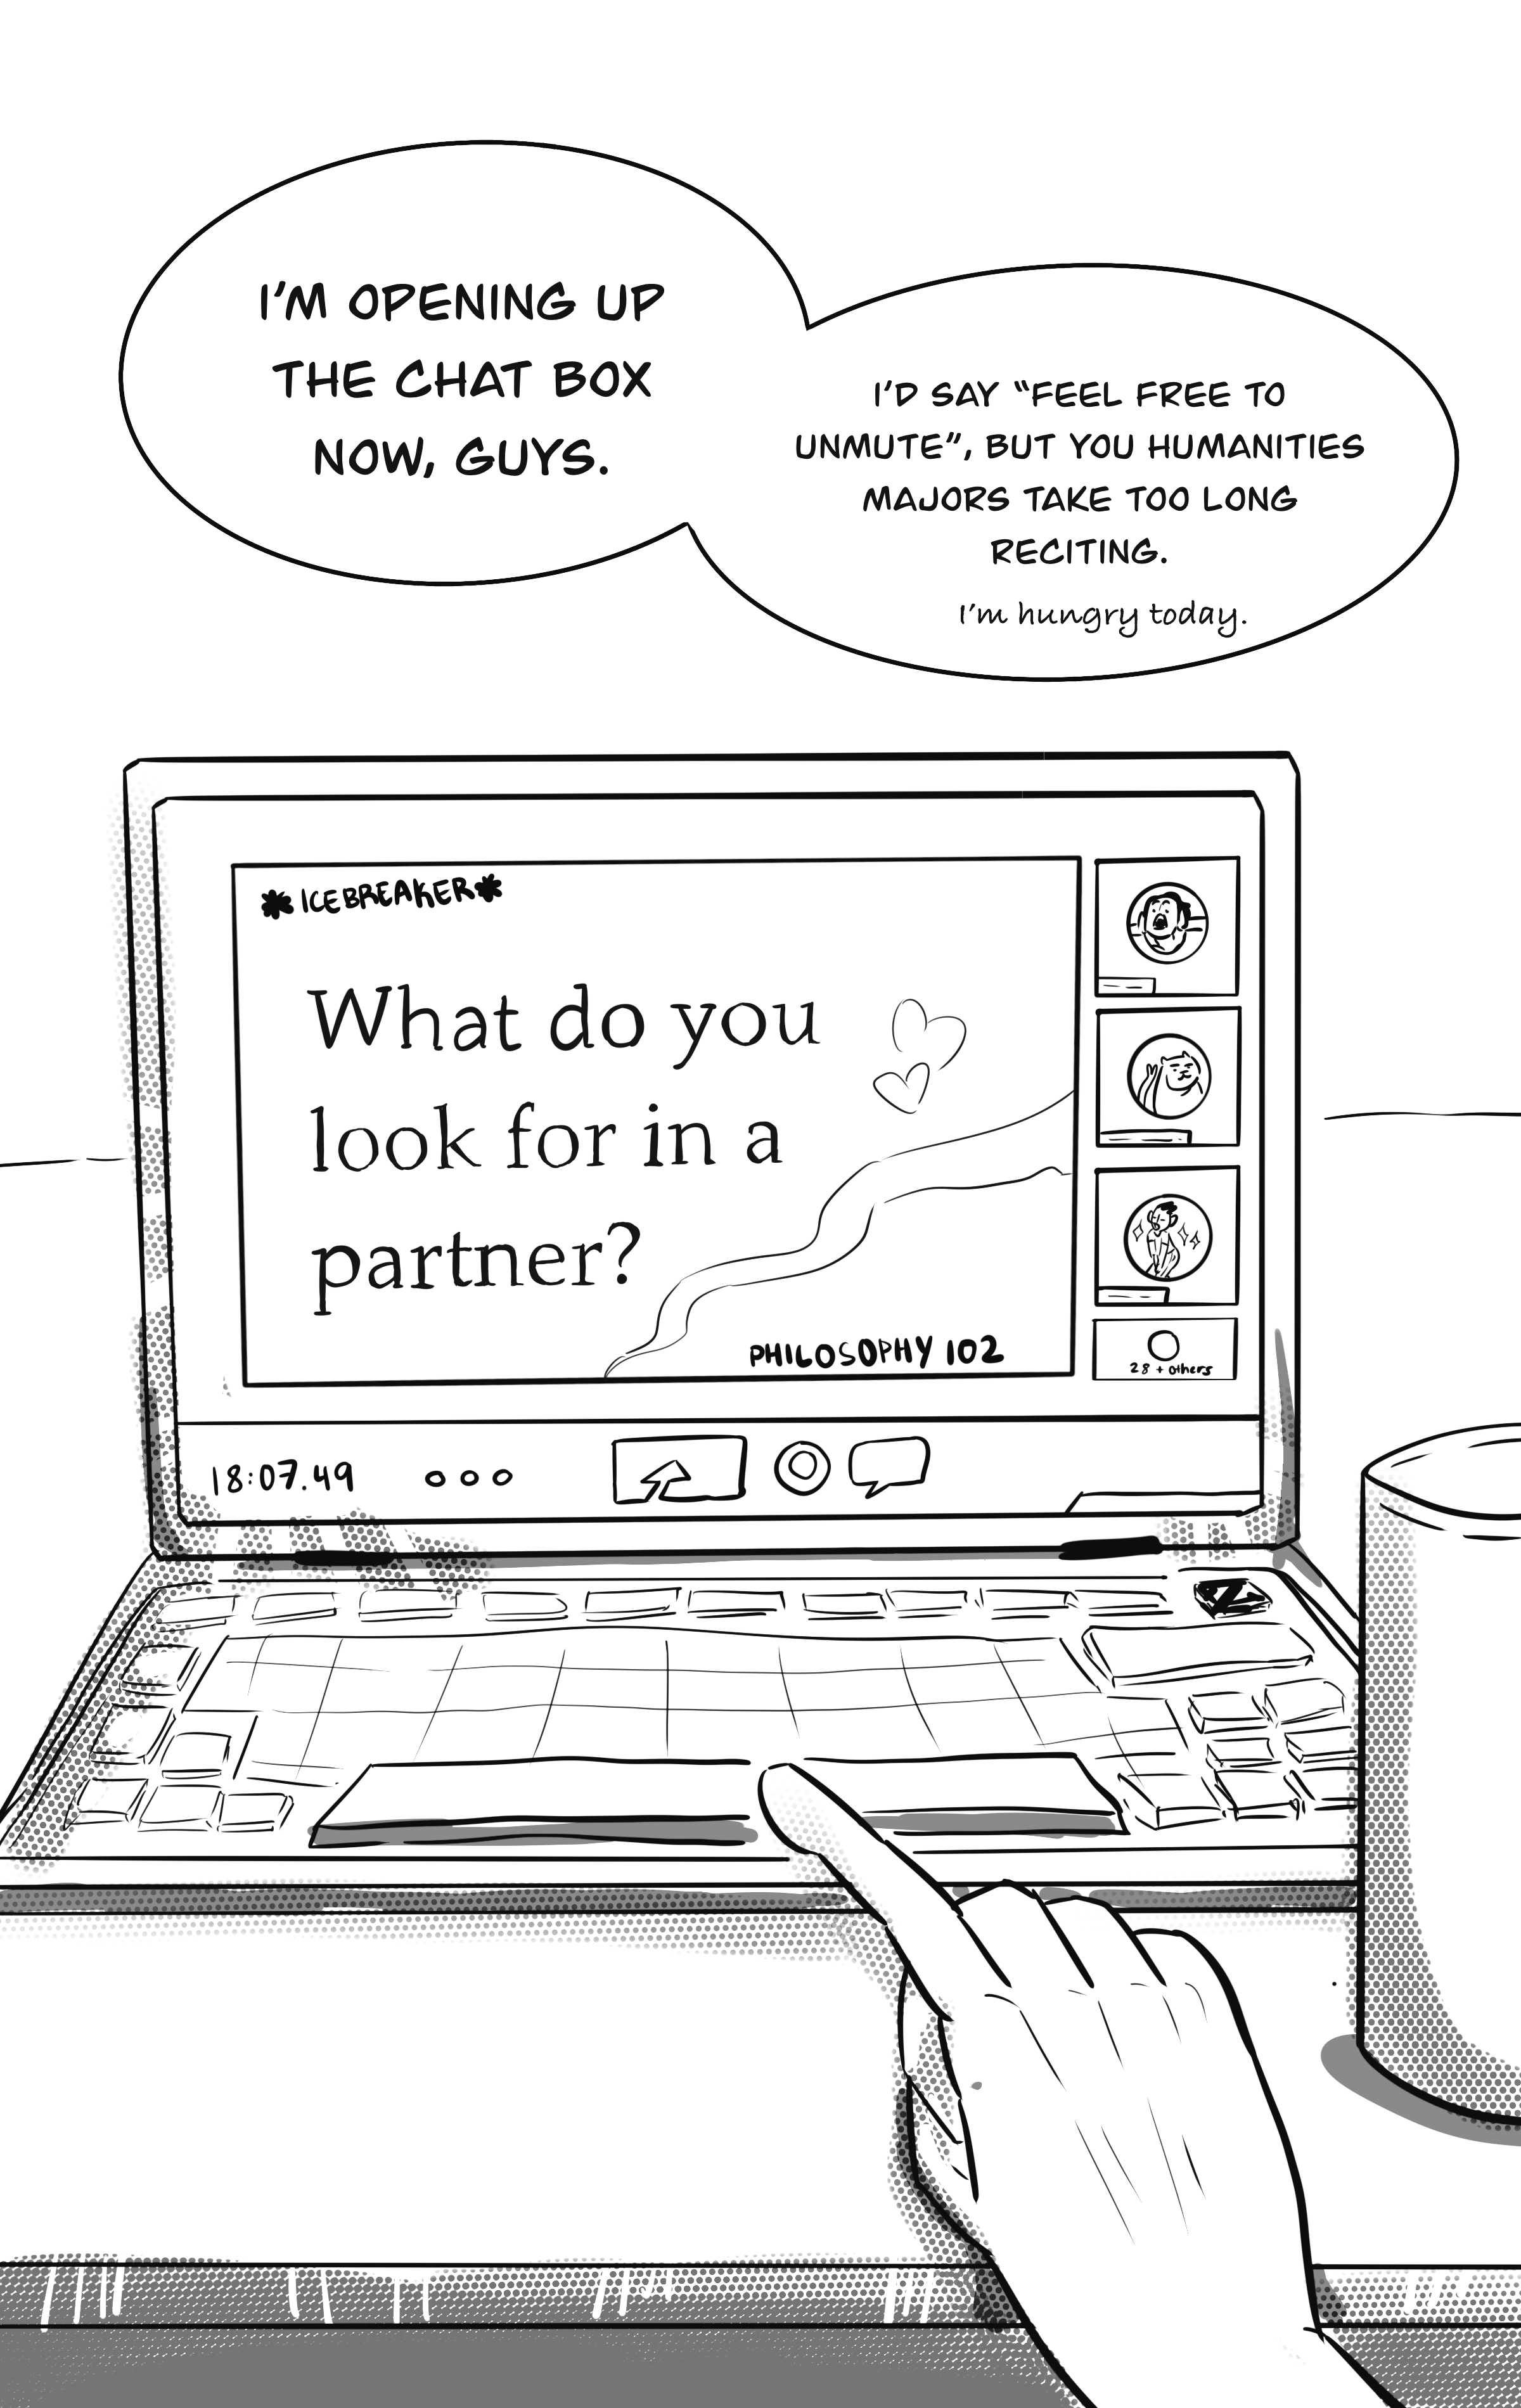 I'M OPENING UP
THE CHAT BOX
NOW, GUYS.
I'D SAY “FEEL FREE TO
UNMUTE”, BUT YOU HUMANITIES
MAJORS TAKE TOO LONG
RECITING.
I'm hungry today.
ICEBREAKER
What do you
look for in a
partner?
PHILOSOPHY 102
28 + others
18:07.49
Z